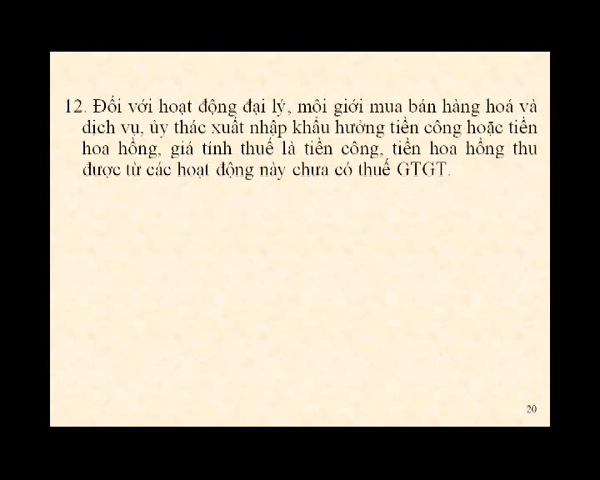 12. Đối với hoạt động đại lý, môi giới mua bán hàng hoá và
dịch vụ, ủy thác xuất nhập khẩu hưởng tiền công hoặc tiền
hoa hồng, giá tính thuế là tiền công, tiền hoa hồng thu
được từ các hoạt động này chưa có thuế GTGT.
20